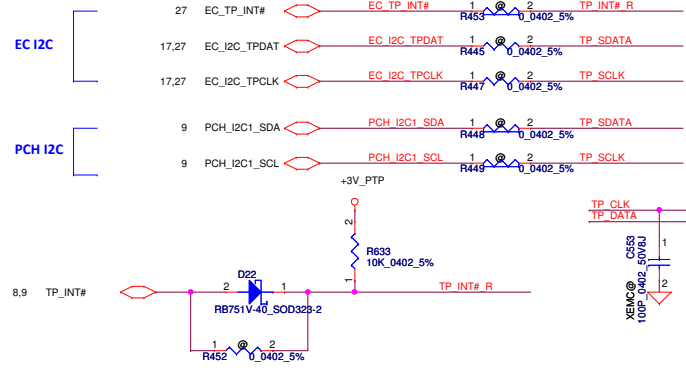 27 EC_TP_INT# EC_TP_INT# 1 @ 2 TP_INT#_R
R453 0_0402_5%
EC I2C 17,27 EC_I2C_TPDAT EC_I2C_TPDAT 1 @ 2 TP_SDATA
R445 0_0402_5%
17,27 EC_I2C_TPCLK EC_I2C_TPCLK 1 @ 2 TP_SCLK
R447 0_0402_5%
9 PCH_I2C1_SDA PCH_I2C1_SDA 1 @ 2 TP_SDATA
R448 0_0402_5%
PCH I2C
9 PCH_I2C1_SCL PCH_I2C1_SCL 1 @ 2 TP_SCLK
R449 0_0402_5%
+3V_PTP
TP_CLK
TP_DATA
2
R633
10K_0402_5%
1
1
C553
100P_0402_50V8J
XEMC@
2
D22
8,9 TP_INT# 2 1 TP_INT#_R
RB751V-40_SOD323-2
1 @ 2
R452 0_0402_5%